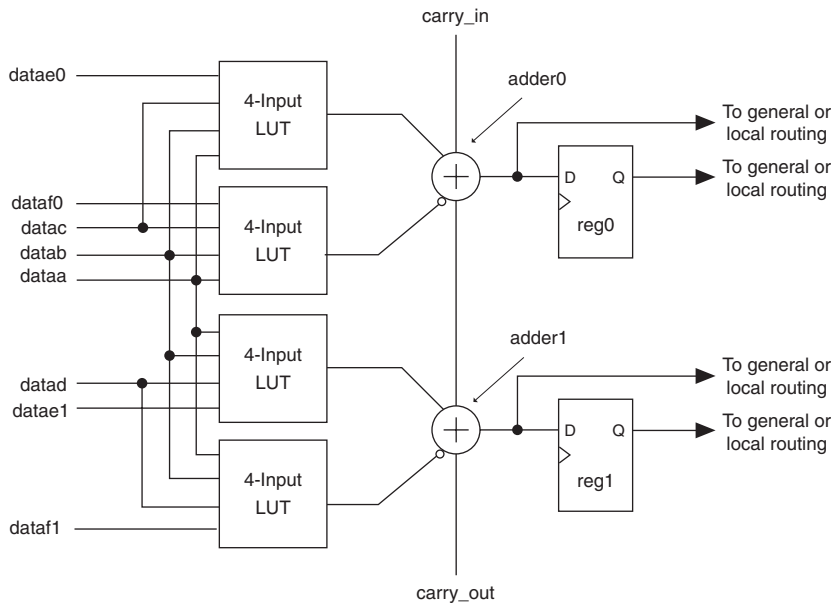 carry_in
adder0
datae0
4-Input
LUT
To general or
local routing
To general or
local routing
D Q
reg0
dataf0
datac
datab
dataa
4-Input
LUT
adder1
4-Input
LUT
datad
datae1
To general or
local routing
To general or
local routing
D Q
reg1
4-Input
LUT
dataf1
carry_out